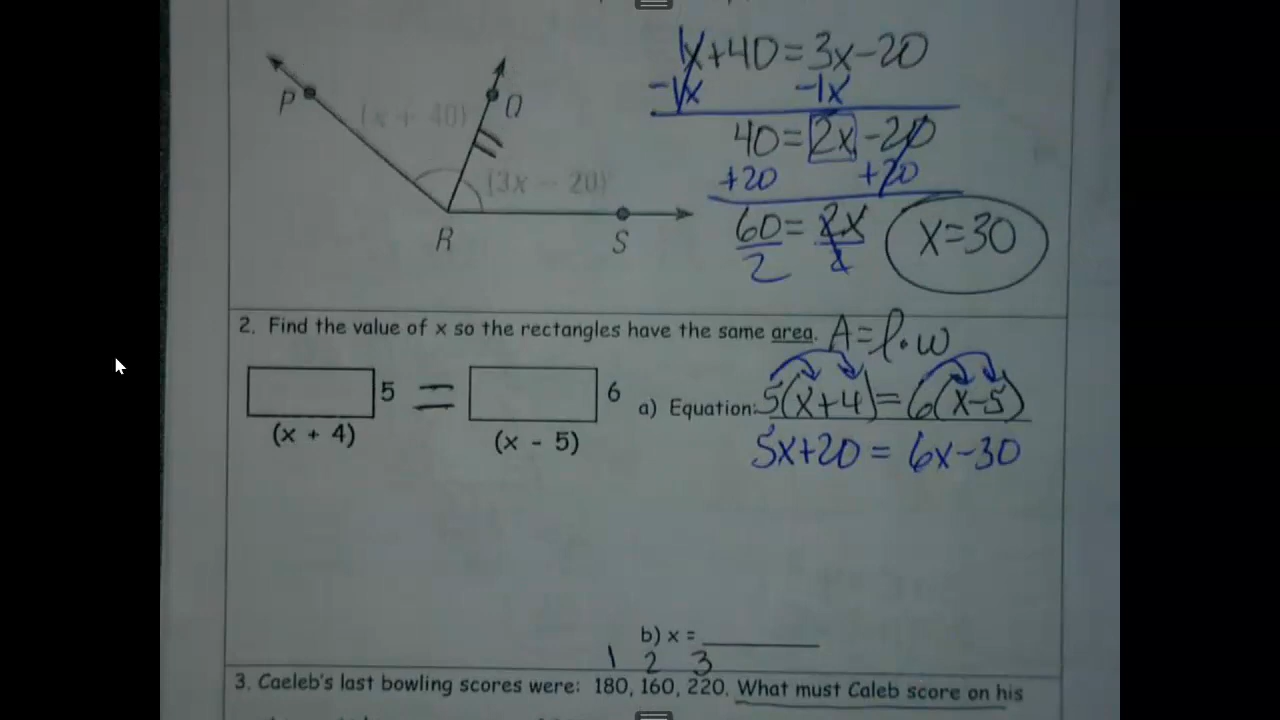 1x+40=3x-20
-1x -1x
40=2x-20
+20 +20
60=2x
2 2
x=30
P
(x + 40)
Q
(3x - 20)
R
S
2. Find the value of x so the rectangles have the same area. A=l·w
5 = 6
(x + 4)
(x - 5)
a) Equation: 5(x+4)=6(x-5)
5x+20=6x-30
b) x = ________
1 2 3
3. Caeleb's last bowling scores were: 180, 160, 220. What must Caleb score on his